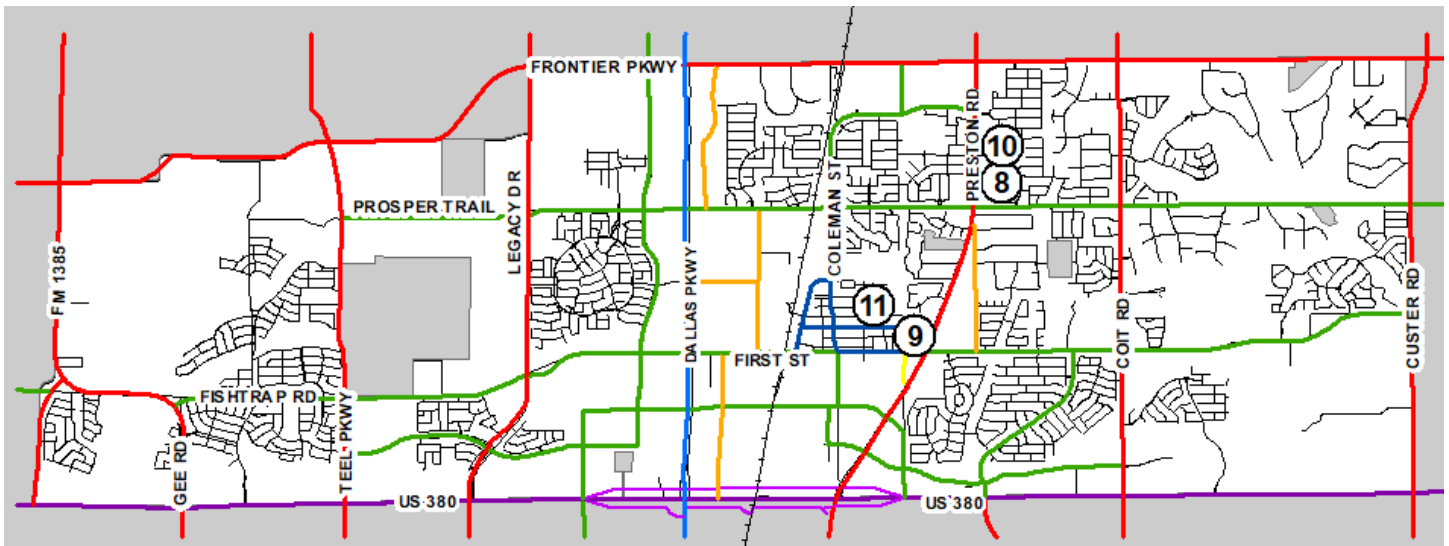 FRONTIER PKWY
PRESTON RD
10
8
COLEMAN ST
PROSPER TRAIL
LEGACY DR
FM 1385
DALLAS PKWY
11
9
FIRST ST
COIT RD
CUSTER RD
FISHTRAP RD
TEEL PKWY
GEE RD
US 380
US 380